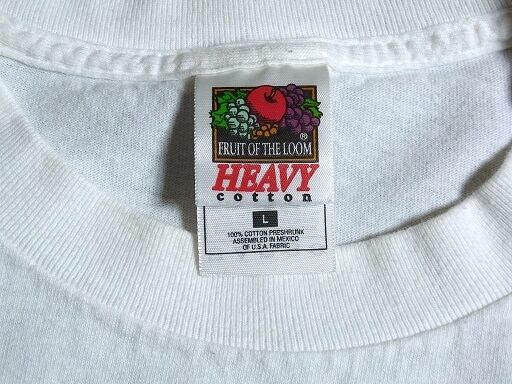 ®
FRUIT OF THE LOOM
HEAVY
cotton
L
100% COTTON PRESHRUNK
ASSEMBLED IN MEXICO
OF U.S.A. FABRIC